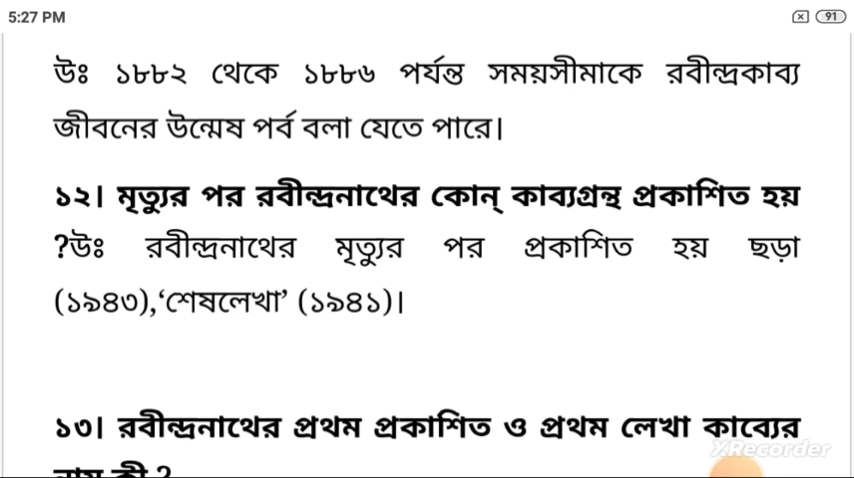 5:27 PM
91
উঃ ১৮৮২ থেকে ১৮৮৬ পর্যন্ত সময়সীমাকে রবীন্দ্রকাব্য
জীবনের উন্মেষ পর্ব বলা যেতে পারে।
১২। মৃত্যুর পর রবীন্দ্রনাথের কোন্ কাব্যগ্রন্থ প্রকাশিত হয়
?উঃ রবীন্দ্রনাথের মৃত্যুর পর প্রকাশিত হয় ছড়া
(১৯৪৩),‘শেষলেখা’ (১৯৪১)।
১৩। রবীন্দ্রনাথের প্রথম প্রকাশিত ও প্রথম লেখা কাব্যের
XRecorder
নাম কী ?